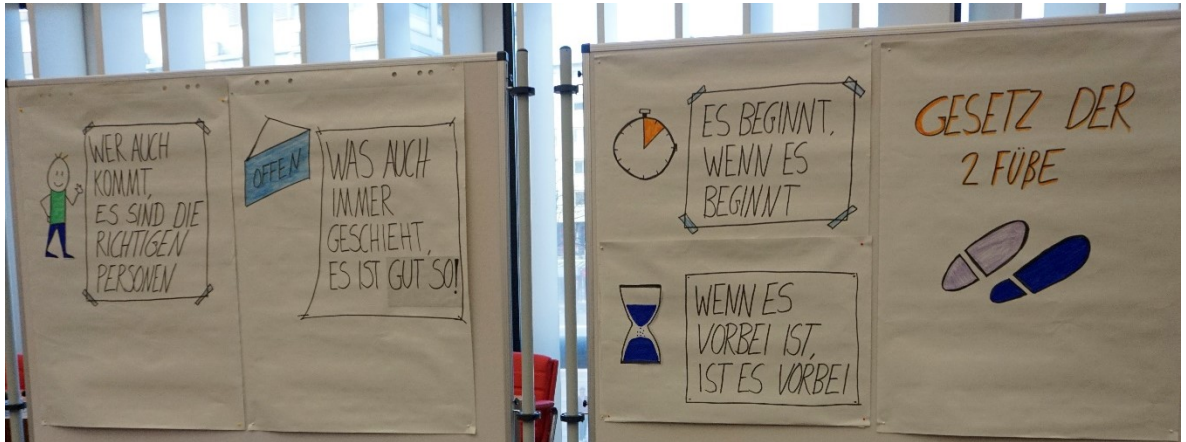 WER AUCH
KOMMT,
ES SIND DIE
RICHTIGEN
PERSONEN
OFFEN
WAS AUCH
IMMER
GESCHIEHT,
ES IST GUT SO!
ES BEGINNT,
WENN ES
BEGINNT
WENN ES
VORBEI IST,
IST ES VORBEI
GESETZ DER
2 FÜßE